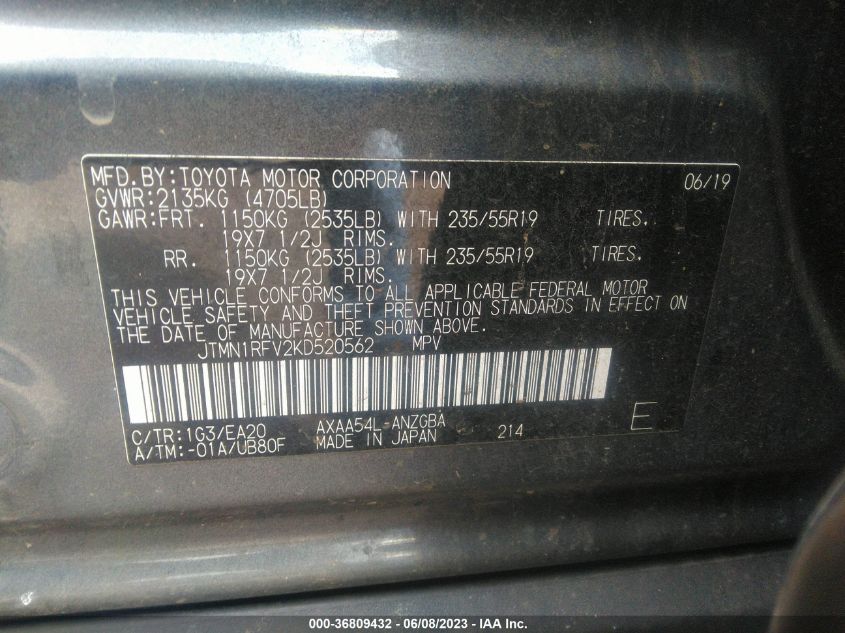 MFD.BY:TOYOTA MOTOR CORPORATION 06/19
GVWR:2135KG (4705LB)
GAWR:FRT. 1150KG (2535LB) WITH 235/55R19 TIRES.
19X7 1/2J RIMS.
RR. 1150KG (2535LB) WITH 235/55R19 TIRES.
19X7 1/2J RIMS.
THIS VEHICLE CONFORMS TO ALL APPLICABLE FEDERAL MOTOR
VEHICLE SAFETY AND THEFT PREVENTION STANDARDS IN EFFECT ON
THE DATE OF MANUFACTURE SHOWN ABOVE.
JTMN1RFV2KD520562 MPV
C/TR:1G3/EA20 AXAA54L-ANZGBA 214 E
A/TM:-01A/UB80F MADE IN JAPAN
000-36809432 - 06/08/2023 - IAA Inc.